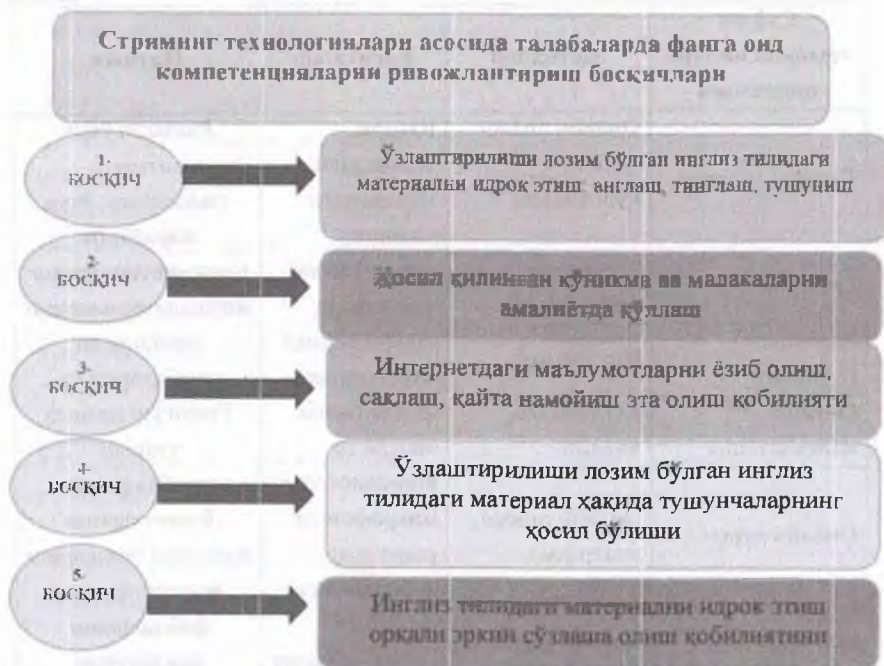 Стриминг технологиялари асосида талабаларда фанга оид
компетенцияларни ривожлантириш босқичлари
1-
БОСҚИЧ
Ўзлаштирилиши лозим бўлган инглиз тилидаги
материални идрок этиш англаш, тинглаш, тушуниш
2-
БОСҚИЧ
Ҳосил қилинган кўникма ва малакаларни
амалиётда қўллаш
3-
БОСҚИЧ
Интернетдаги маълумотларни ёзиб олиш,
сақлаш, қайта намойиш эта олиш қобилияти
4-
БОСҚИЧ
Ўзлаштирилиши лозим бўлган инглиз
тилидаги материал ҳақида тушунчаларнинг
ҳосил бўлиши
5-
БОСҚИЧ
Инглиз тилидаги материални идрок этиш
орқали эркин сўзлаша олиш қобилиятини